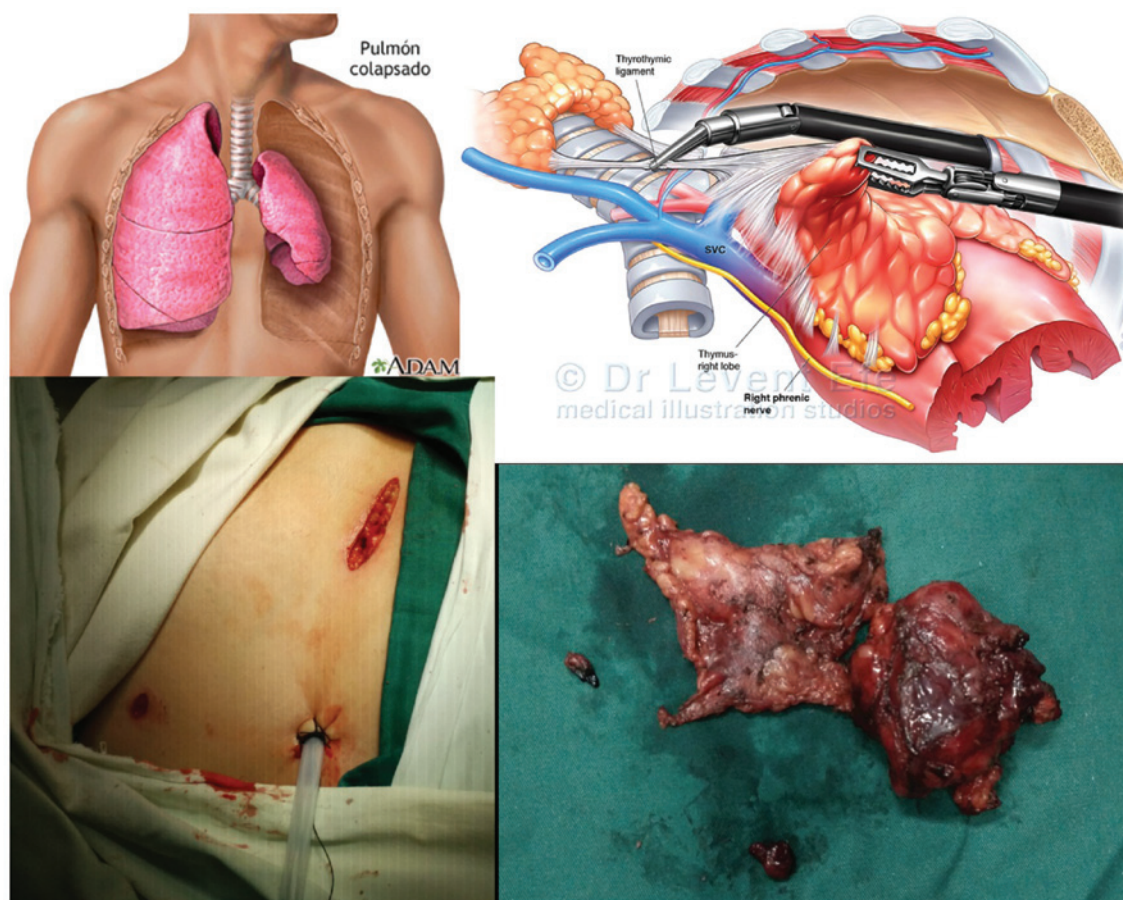 Pulmón
colapsado
ADAM
Thyrothymic
ligament
SVC
Thymus-
right lobe
Right phrenic
nerve
© Dr Levent Efe
medical illustration studios